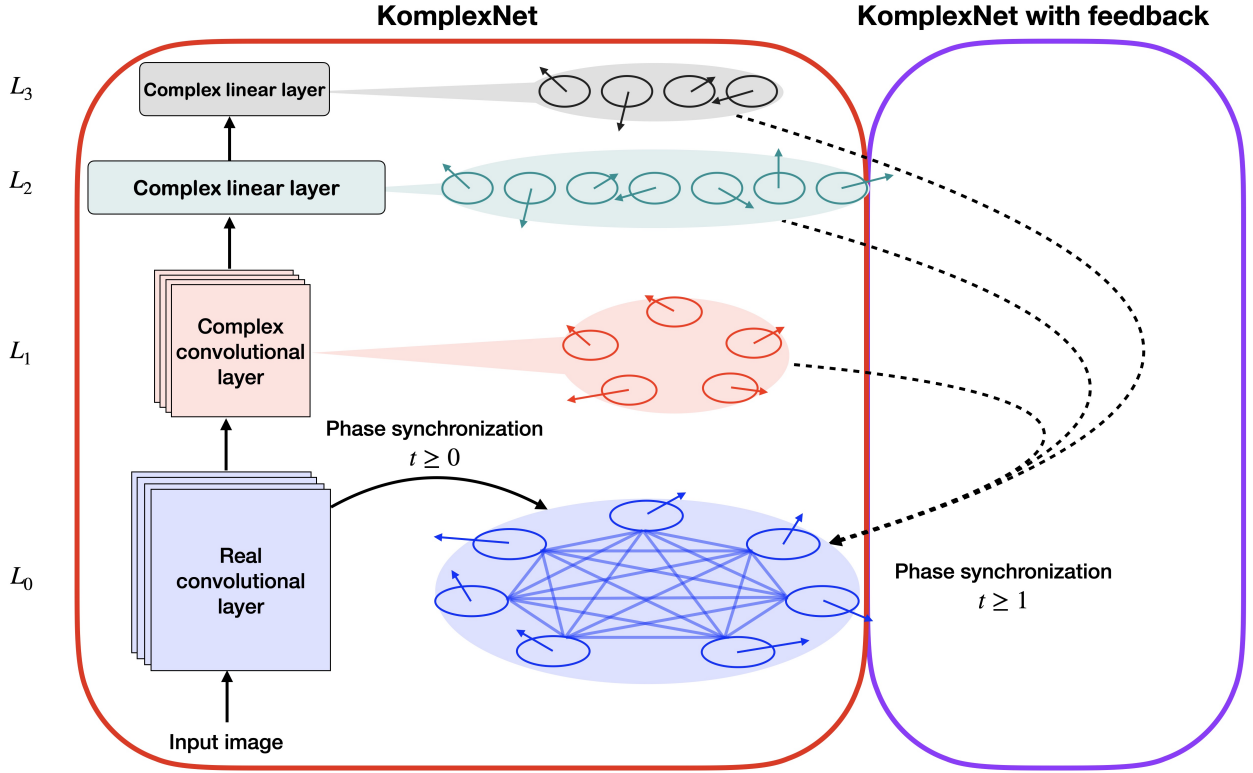 KomplexNet
KomplexNet with feedback
L₃
Complex linear layer
L₂
Complex linear layer
L₁
Complex
convolutional
layer
Phase synchronization
t ≥ 0
L₀
Real
convolutional
layer
Phase synchronization
t ≥ 1
Input image